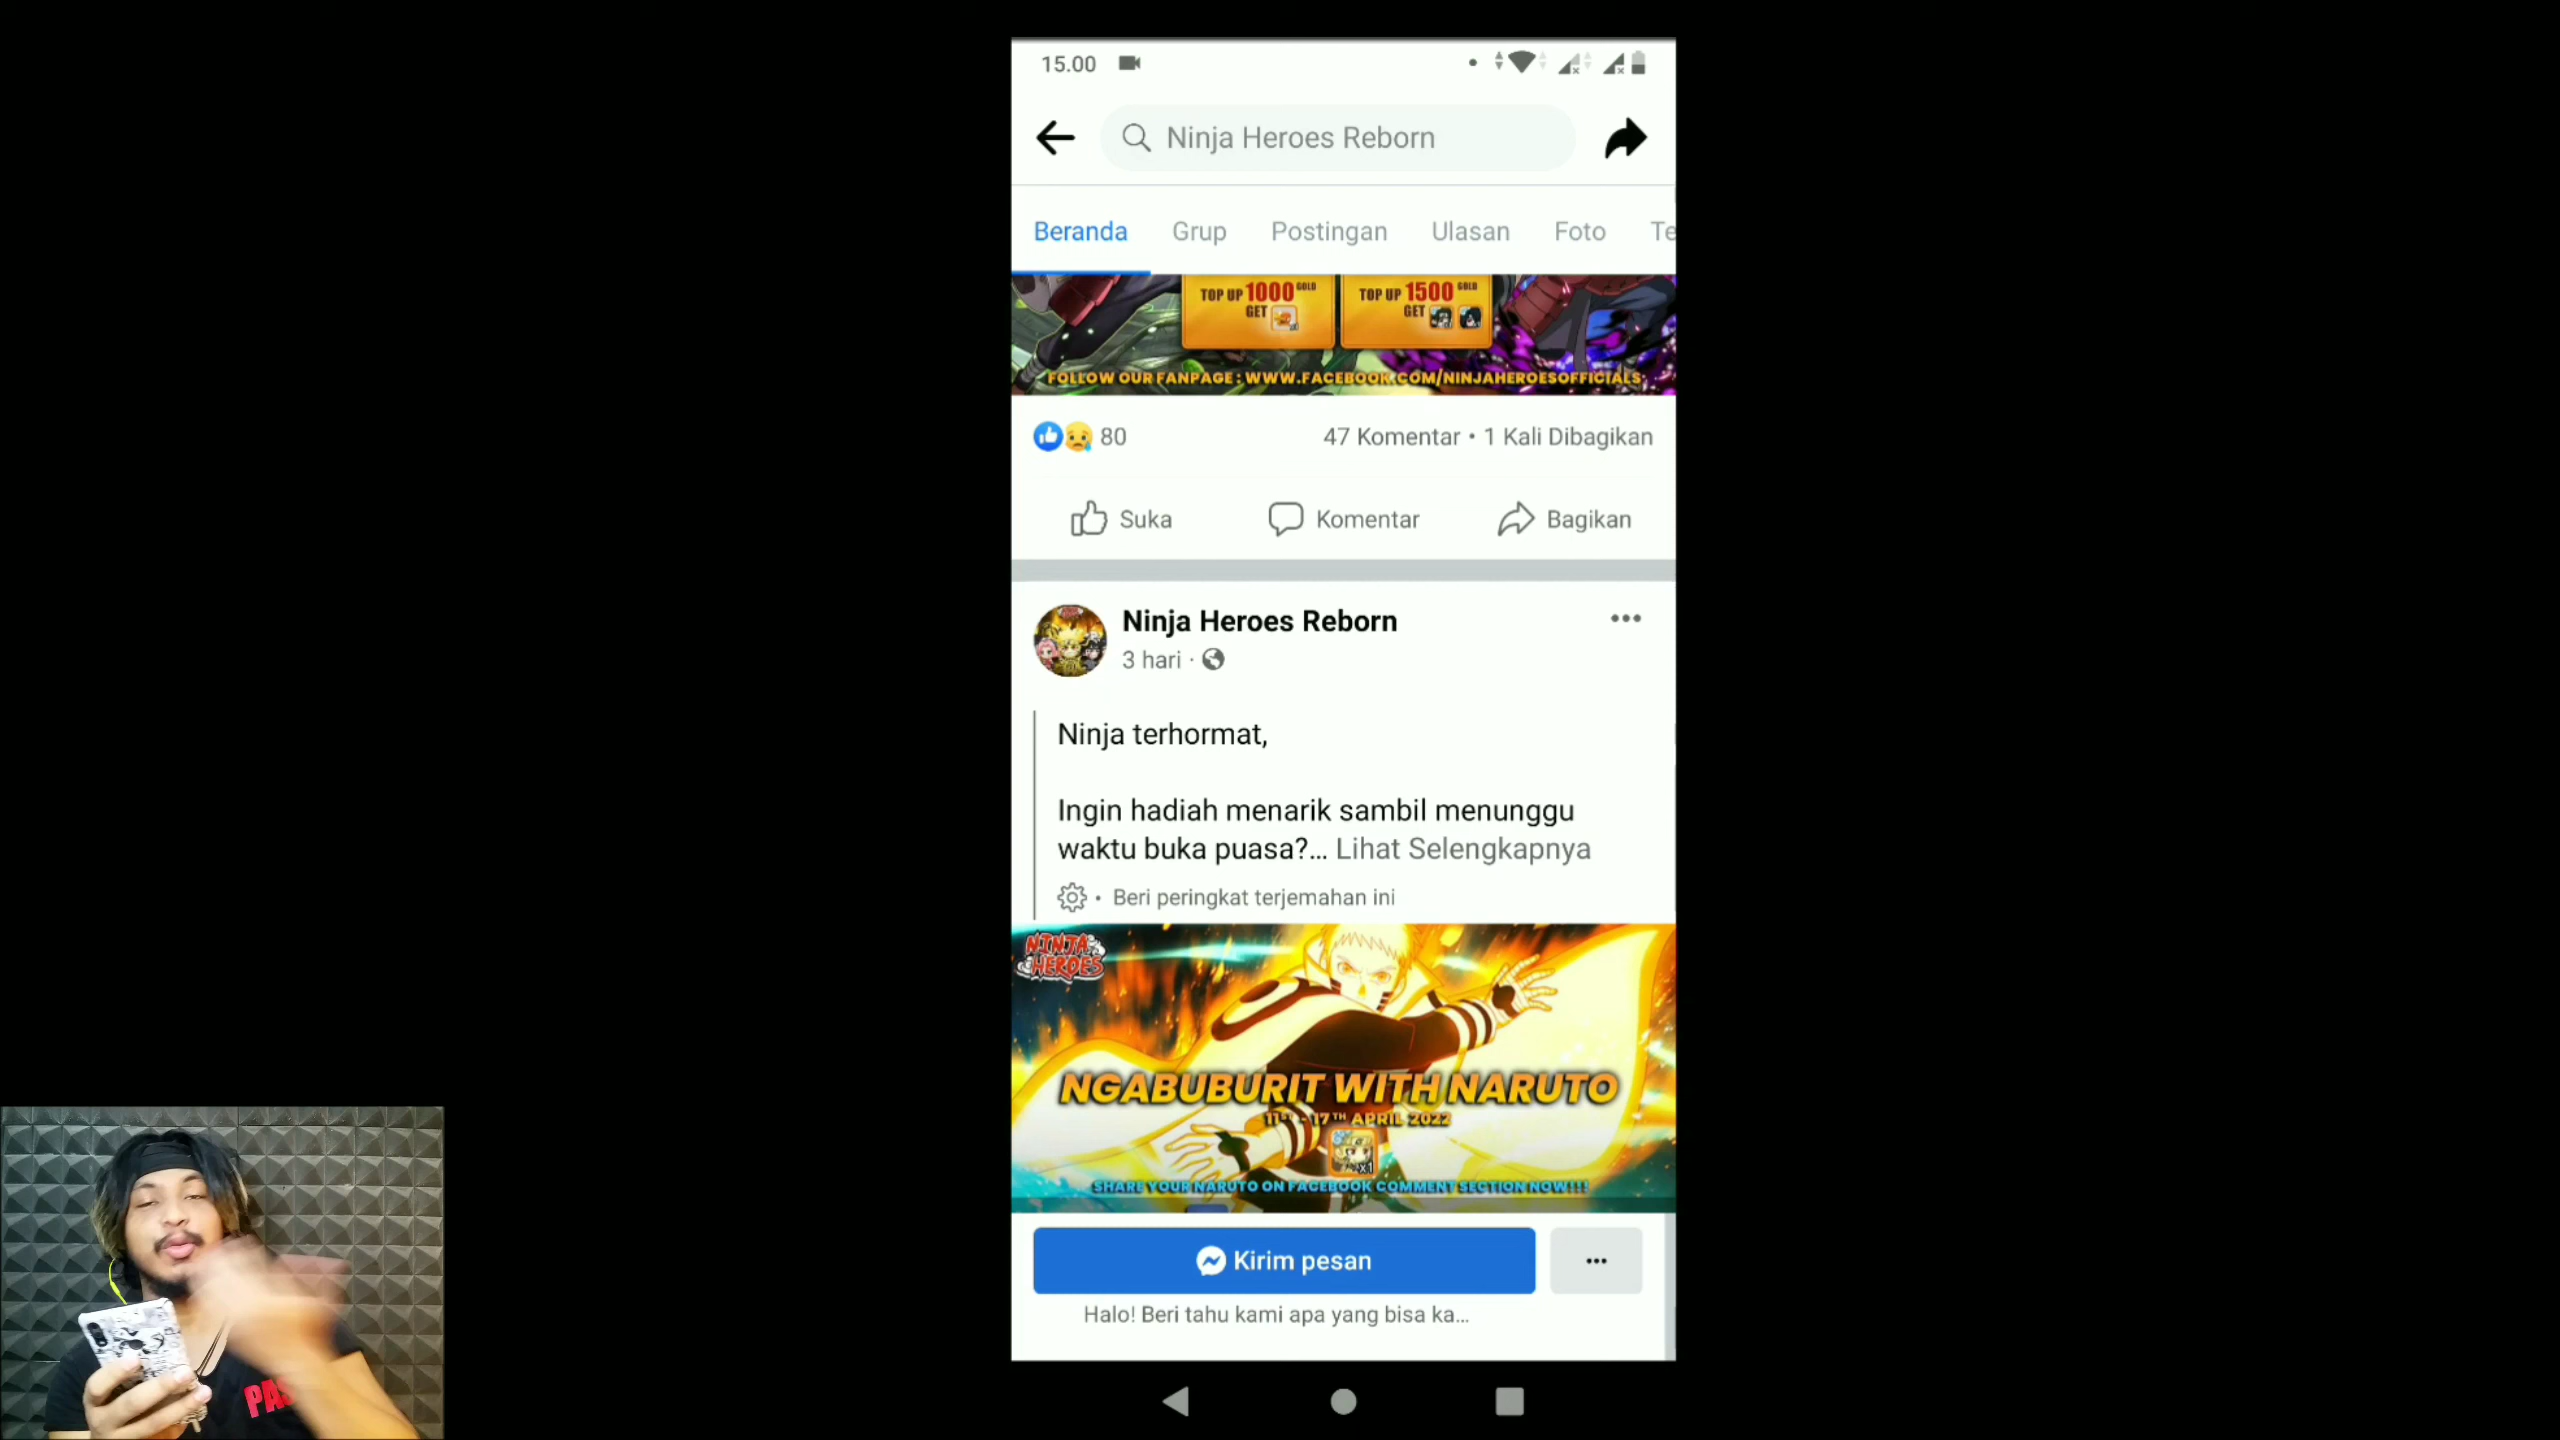 15.00
Ninja Heroes Reborn
Beranda Grup Postingan Ulasan Foto Te
TOP UP 1000 GOLD
GET
TOP UP 1500 GOLD
GET
FOLLOW OUR FANPAGE : WWW.FACEBOOK.COM/NINJAHEROESOFFICIALS
80 47 Komentar • 1 Kali Dibagikan
Suka Komentar Bagikan
Ninja Heroes Reborn
3 hari ·
Ninja terhormat,
Ingin hadiah menarik sambil menunggu
waktu buka puasa?... Lihat Selengkapnya
Beri peringkat terjemahan ini
NINJA
HEROES
NGABUBURIT WITH NARUTO
11ST - 17TH APRIL 2022
x1
SHARE YOUR NARUTO ON FACEBOOK COMMENT SECTION NOW!!!
Kirim pesan
Halo! Beri tahu kami apa yang bisa ka...